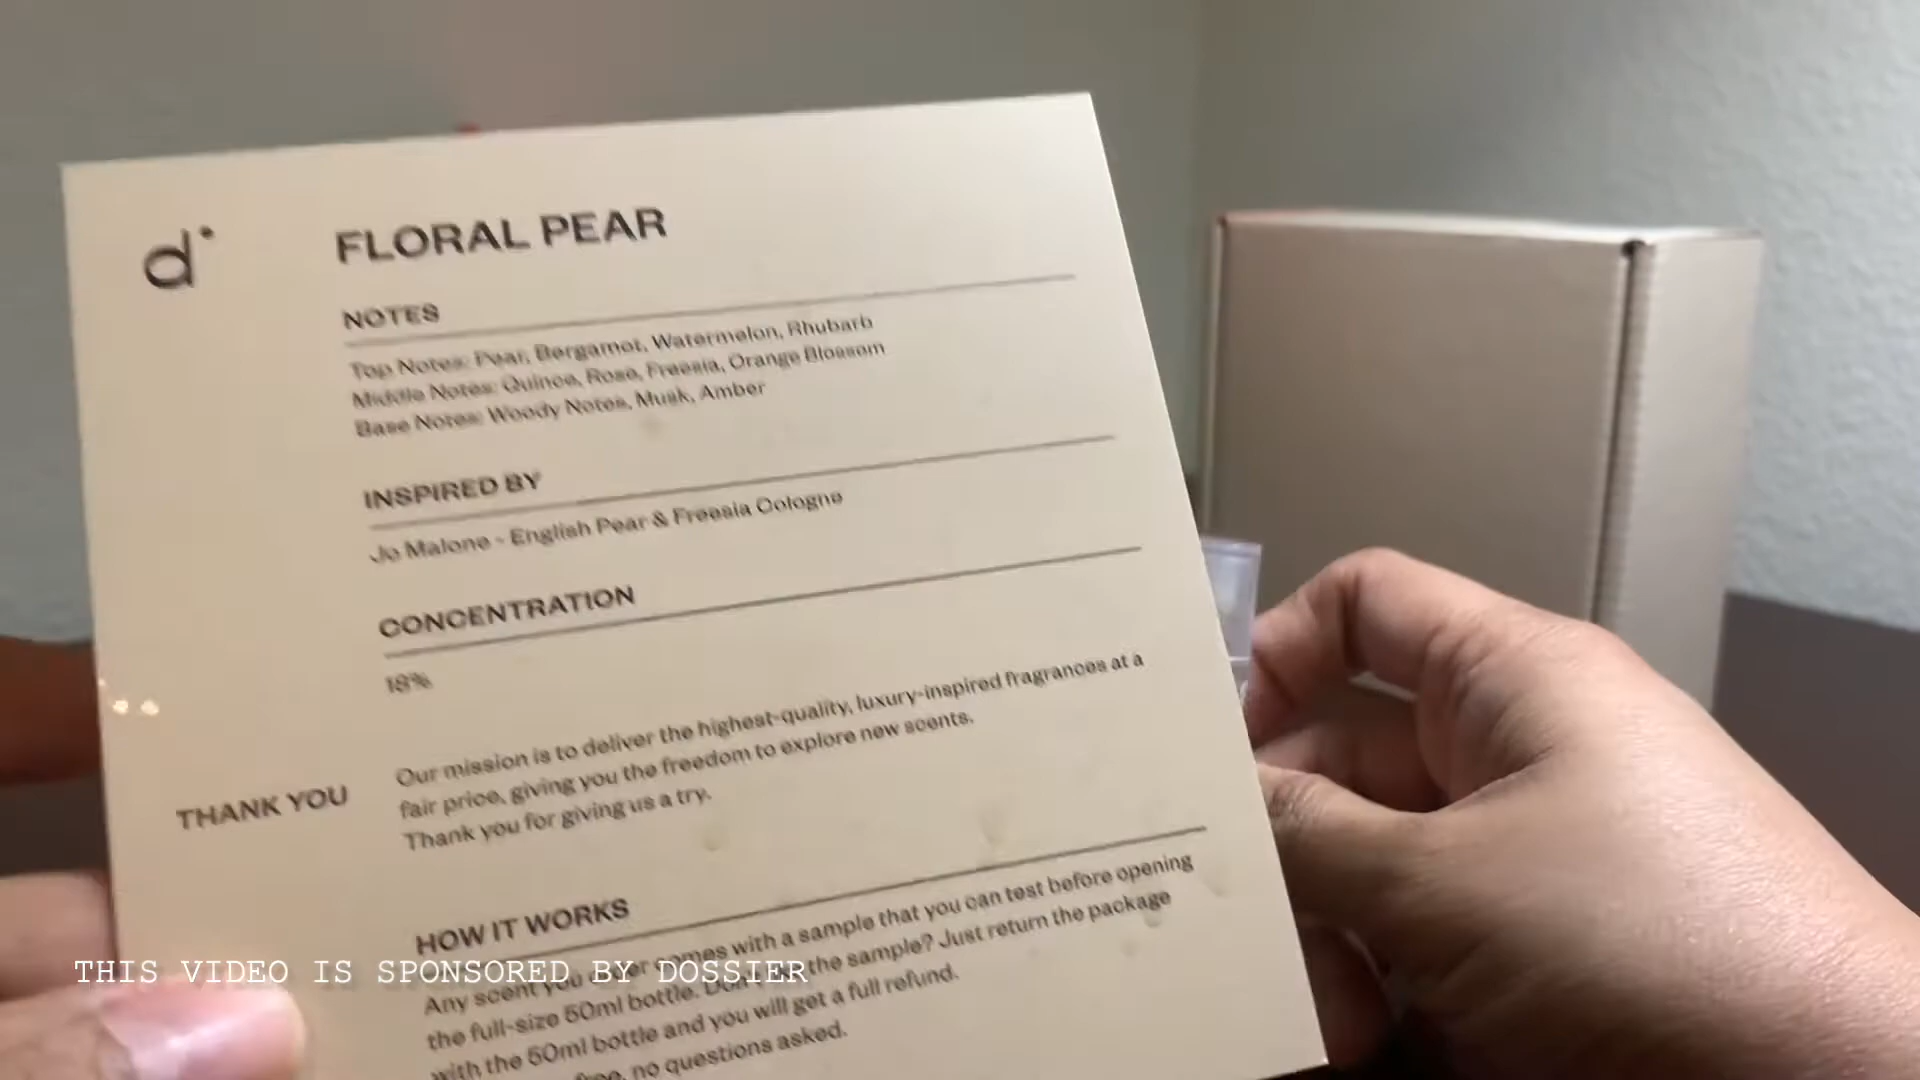 d°
FLORAL PEAR
NOTES
Top Notes: Pear, Bergamot, Watermelon, Rhubarb
Middle Notes: Quince, Rose, Freesia, Orange Blossom
Base Notes: Woody Notes, Musk, Amber
INSPIRED BY
Jo Malone - English Pear & Freesia Cologne
CONCENTRATION
18%
THANK YOU
Our mission is to deliver the highest-quality, luxury-inspired fragrances at a
fair price, giving you the freedom to explore new scents.
Thank you for giving us a try.
HOW IT WORKS
Any scent you comes with a sample that you can test before opening
the full-size 50ml bottle. the sample? Just return the package
with the 50ml bottle and you will get a full refund.
no questions asked.
THIS VIDEO IS SPONSORED BY DOSSIER